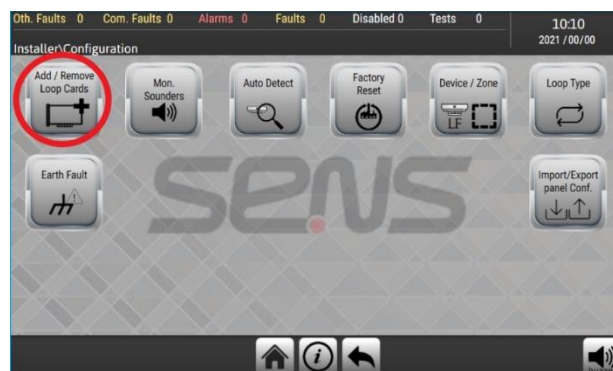 Oth. Faults 0 Com. Faults 0 Alarms 0 Faults 0 Disabled 0 Tests 0
10:10
2021 /00/00
Installer\Configuration
Add / Remove
Loop Cards
Mon.
Sounders
Auto Detect
Factory
Reset
Device / Zone
LF
Loop Type
Earth Fault
Import/Export
panel Conf.
SENS
i